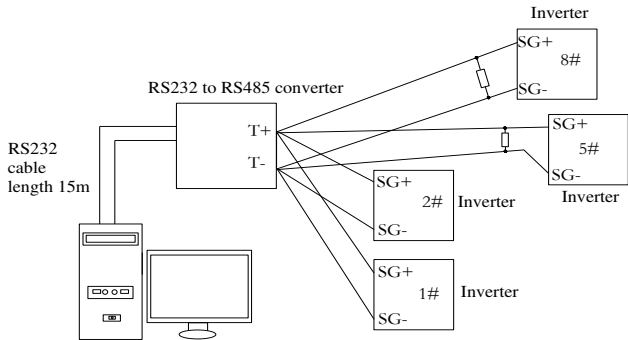 Inverter
SG+
8#
SG-
RS232 to RS485 converter
T+
T-
SG+
5#
SG-
Inverter
RS232
cable
length 15m
SG+
2#
Inverter
SG-
SG+
1#
Inverter
SG-